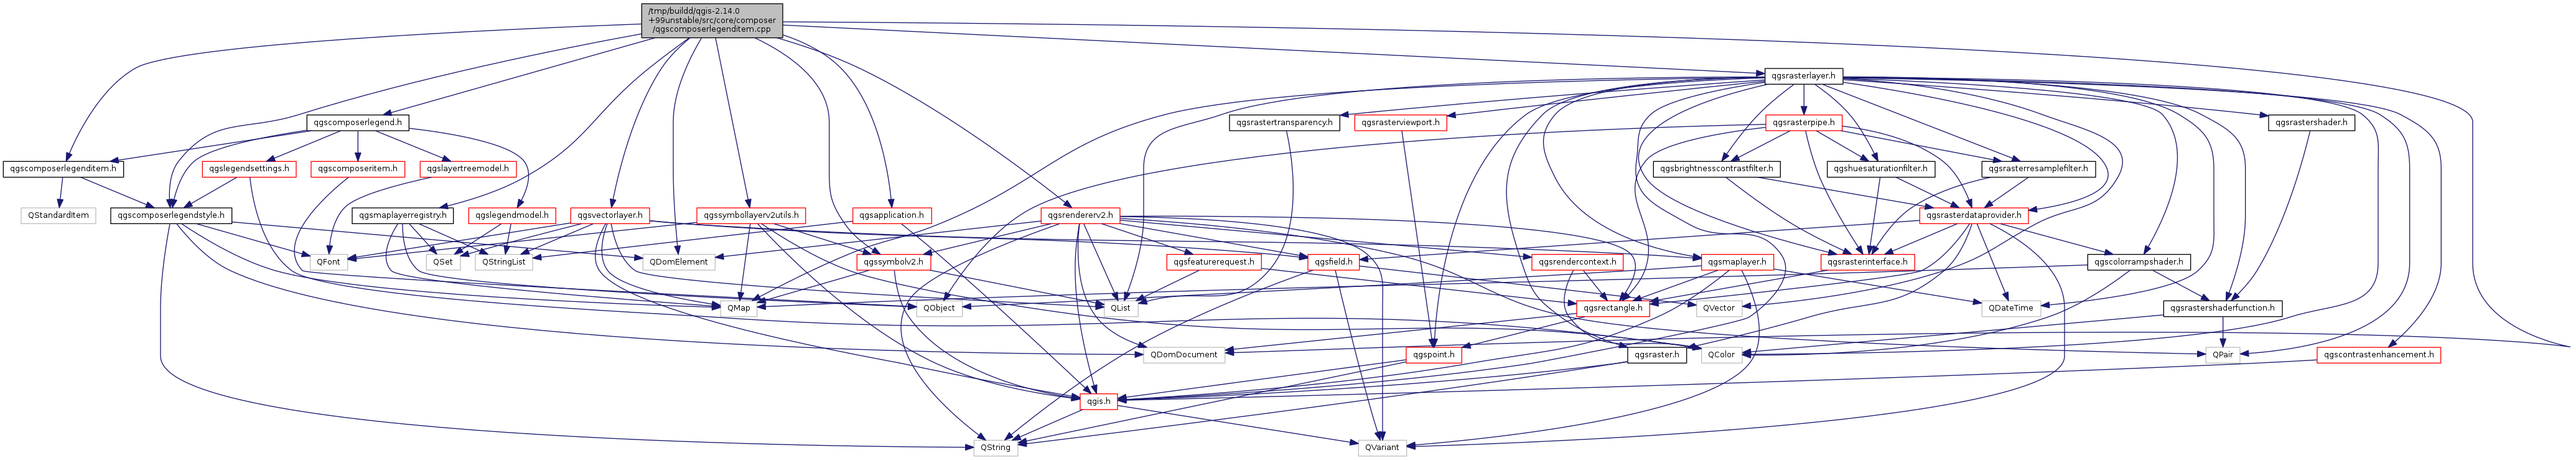 /tmp/buildd/qgis-2.14.0
+99unstable/src/core/composer
/qgscomposerlegenditem.cpp
qgsrasterlayer.h
qgscomposerlegend.h
qgsrastertransparency.h
qgsrasterviewport.h
qgsrasterpipe.h
qgsrastershader.h
qgscomposerlegenditem.h
qgslegendsettings.h
qgscomposeritem.h
qgslayertreemodel.h
qgsbrightnesscontrastfilter.h
qgshuesaturationfilter.h
qgsrasterresamplefilter.h
QStandardItem
qgscomposerlegendstyle.h
qgsmaplayerregistry.h
qgslegendmodel.h
qgsvectorlayer.h
qgssymbollayerv2utils.h
qgsapplication.h
qgsrendererv2.h
qgsrasterdataprovider.h
QFont
QSet
QStringList
QDomElement
qgssymbolv2.h
qgsfeaturerequest.h
qgsfield.h
qgsrendercontext.h
qgsmaplayer.h
qgsrasterinterface.h
qgscolorrampshader.h
QMap
QObject
QList
qgsrectangle.h
QVector
QDateTime
qgsrastershaderfunction.h
QDomDocument
qgspoint.h
qgsraster.h
QColor
QPair
qgscontrastenhancement.h
qgis.h
QString
QVariant